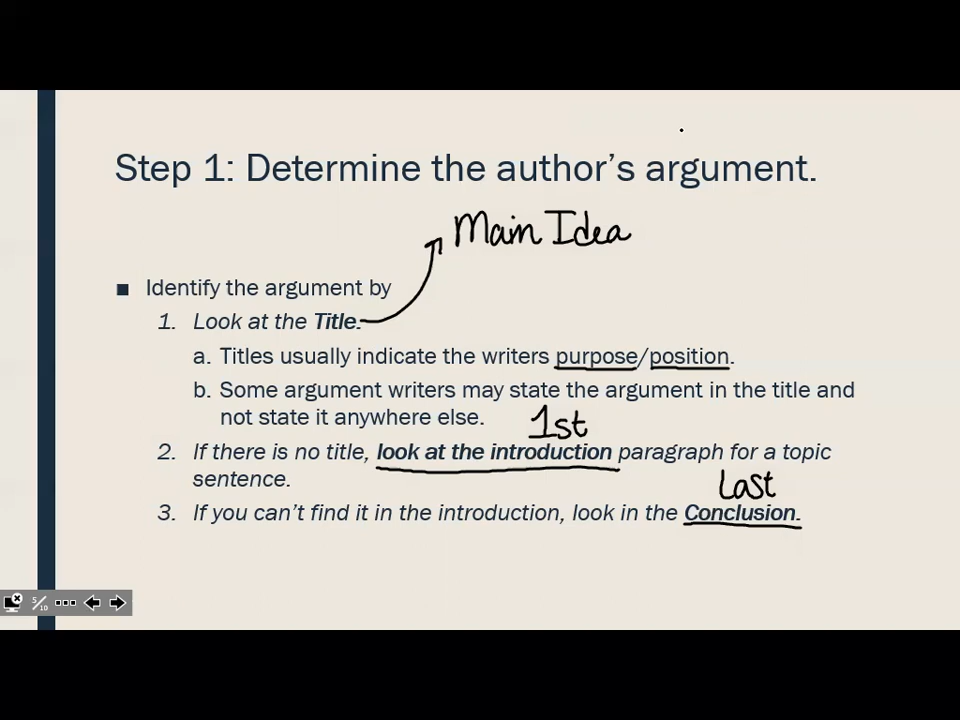 Step 1: Determine the author's argument.
Main Idea
■ Identify the argument by
1. Look at the Title.
a. Titles usually indicate the writers purpose/position.
b. Some argument writers may state the argument in the title and
not state it anywhere else.
1st
2. If there is no title, look at the introduction paragraph for a topic
sentence.
Last
3. If you can't find it in the introduction, look in the Conclusion.
5/10